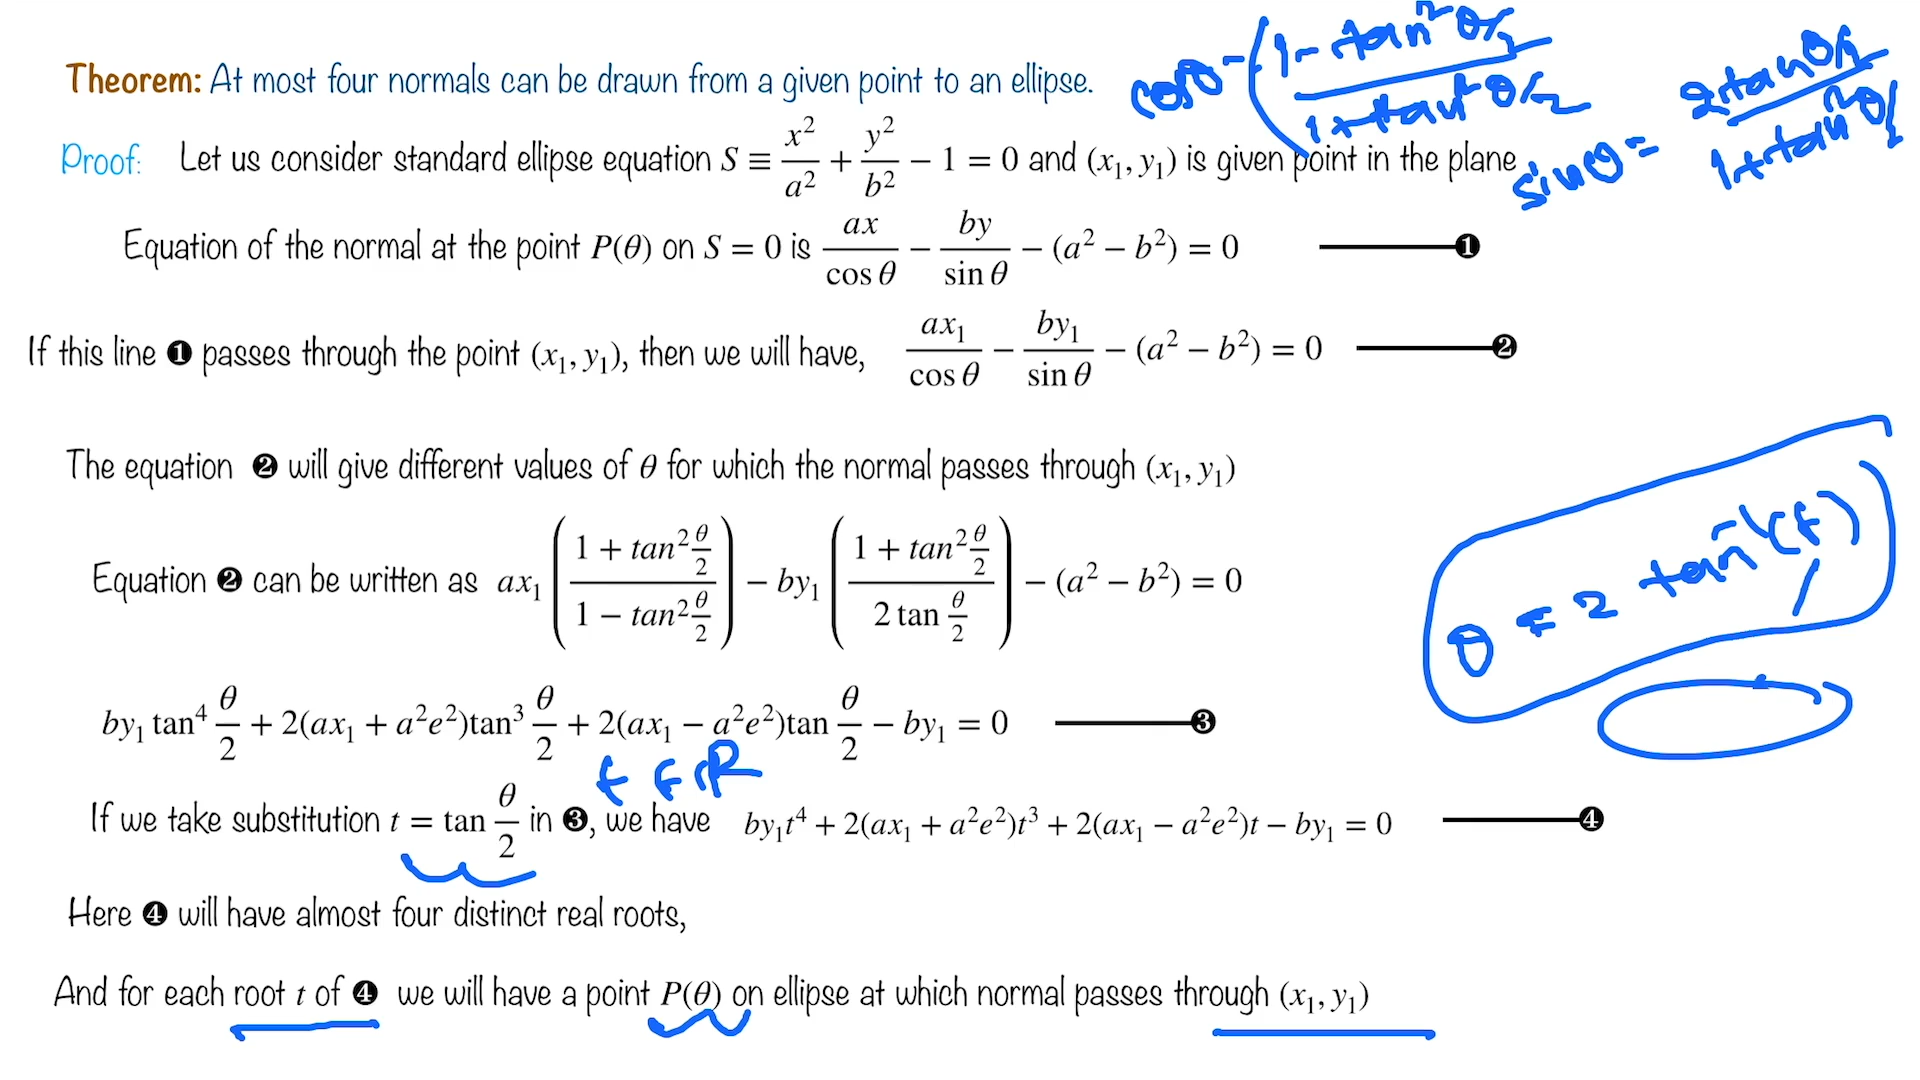 Theorem: At most four normals can be drawn from a given point to an ellipse.
cosθ = (1 - tan²θ/2 / 1 + tan²θ/2
sinθ = 2tanθ/2 / 1 + tan²θ/2
Proof: Let us consider standard ellipse equation S ≡ x²/a² + y²/b² − 1 = 0 and (x₁, y₁) is given point in the plane
Equation of the normal at the point P(θ) on S = 0 is ax/cos θ − by/sin θ − (a² − b²) = 0 ❶
If this line ❶ passes through the point (x₁, y₁), then we will have, ax₁/cos θ − by₁/sin θ − (a² − b²) = 0 ❷
The equation ❷ will give different values of θ for which the normal passes through (x₁, y₁)
Equation ❷ can be written as ax₁ ((1 + tan² θ/2)/(1 − tan² θ/2)) − by₁ ((1 + tan² θ/2)/(2 tan θ/2)) − (a² − b²) = 0
θ = 2 tan⁻¹(t)
by₁ tan⁴ θ/2 + 2(ax₁ + a²e²)tan³ θ/2 + 2(ax₁ − a²e²)tan θ/2 − by₁ = 0 ❸
t ∈ ℝ
If we take substitution t = tan θ/2 in ❸, we have by₁t⁴ + 2(ax₁ + a²e²)t³ + 2(ax₁ − a²e²)t − by₁ = 0 ❹
Here ❹ will have almost four distinct real roots,
And for each root t of ❹ we will have a point P(θ) on ellipse at which normal passes through (x₁, y₁)